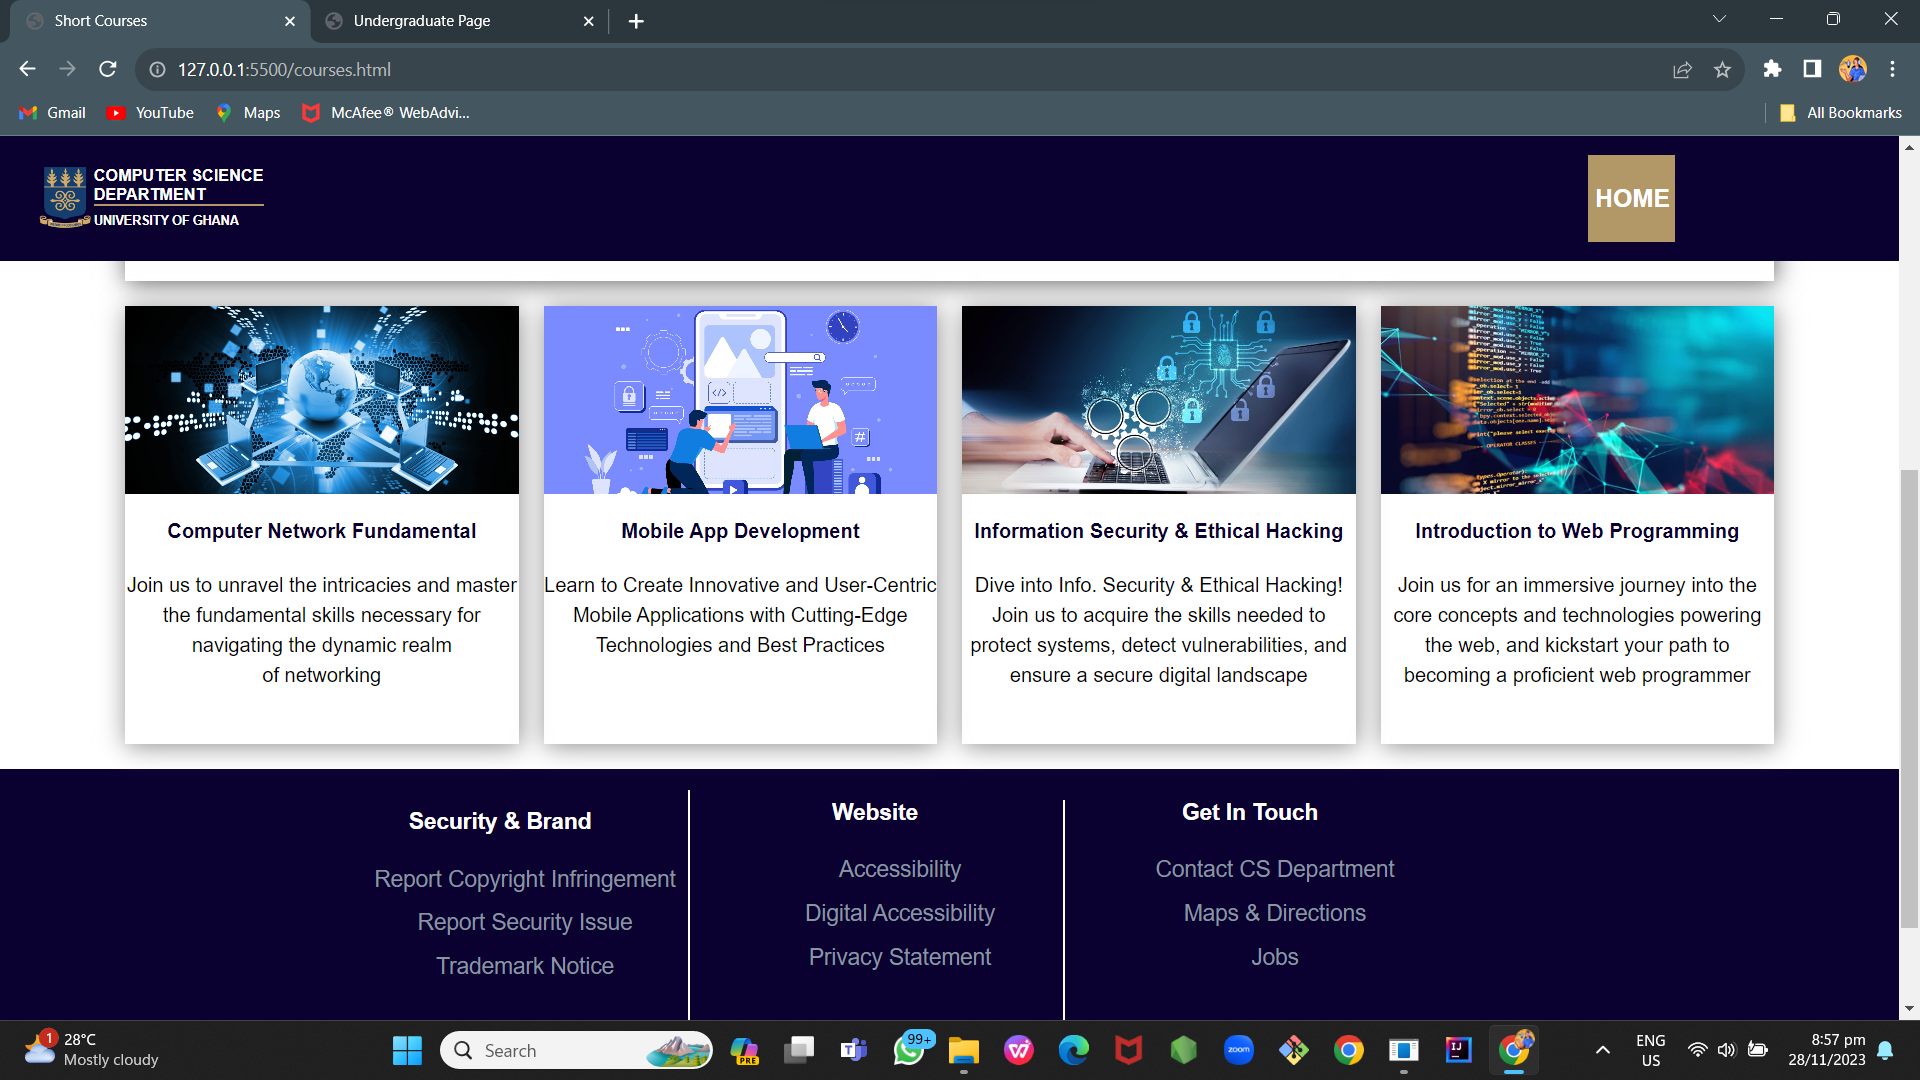 Short Courses
Undergraduate Page
127.0.0.1:5500/courses.html
Gmail
YouTube
Maps
McAfee® WebAdvi...
All Bookmarks
COMPUTER SCIENCE
DEPARTMENT
UNIVERSITY OF GHANA
HOME
Computer Network Fundamental
Join us to unravel the intricacies and master
the fundamental skills necessary for
navigating the dynamic realm
of networking
Mobile App Development
Learn to Create Innovative and User-Centric
Mobile Applications with Cutting-Edge
Technologies and Best Practices
Information Security & Ethical Hacking
Dive into Info. Security & Ethical Hacking!
Join us to acquire the skills needed to
protect systems, detect vulnerabilities, and
ensure a secure digital landscape
Introduction to Web Programming
Join us for an immersive journey into the
core concepts and technologies powering
the web, and kickstart your path to
becoming a proficient web programmer
Security & Brand
Report Copyright Infringement
Report Security Issue
Trademark Notice
Website
Accessibility
Digital Accessibility
Privacy Statement
Get In Touch
Contact CS Department
Maps & Directions
Jobs
1
28°C
Mostly cloudy
Search
PRE
99+
zoom
IJ
ENG
US
8:57 pm
28/11/2023